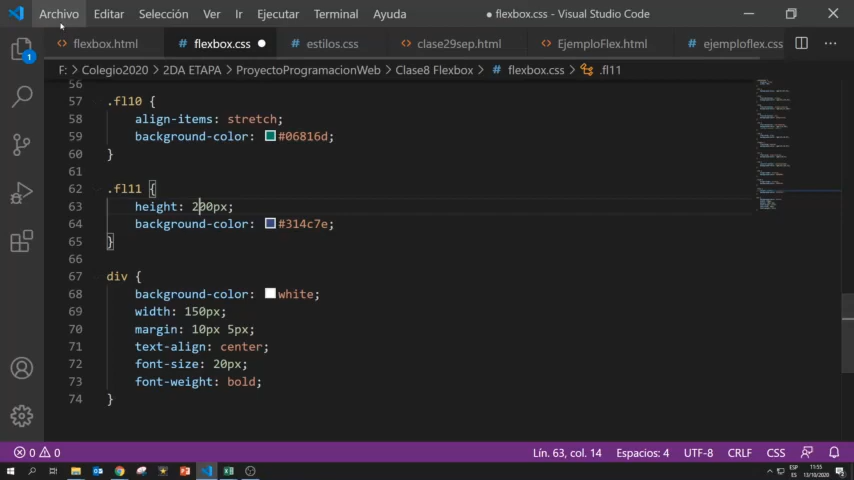 Archivo Editar Selección Ver Ir Ejecutar Terminal Ayuda ● flexbox.css - Visual Studio Code
<> flexbox.html # flexbox.css ● # estilos.css <> clase29sep.html <> EjemploFlex.html # ejemploflex.css ...
F: > Colegio2020 > 2DA ETAPA > ProyectoProgramacionWeb > Clase8 Flexbox > # flexbox.css > .fl11
1
56
57 .fl10 {
58 align-items: stretch;
59 background-color: #06816d;
60 }
61
62 .fl11 {
63 height: 200px;
64 background-color: #314c7e;
65 }
66
67 div {
68 background-color: white;
69 width: 150px;
70 margin: 10px 5px;
71 text-align: center;
72 font-size: 20px;
73 font-weight: bold;
74 }
0 0 Lín. 63, col. 14 Espacios: 4 UTF-8 CRLF CSS
ESP 11:55
ES 13/10/2020